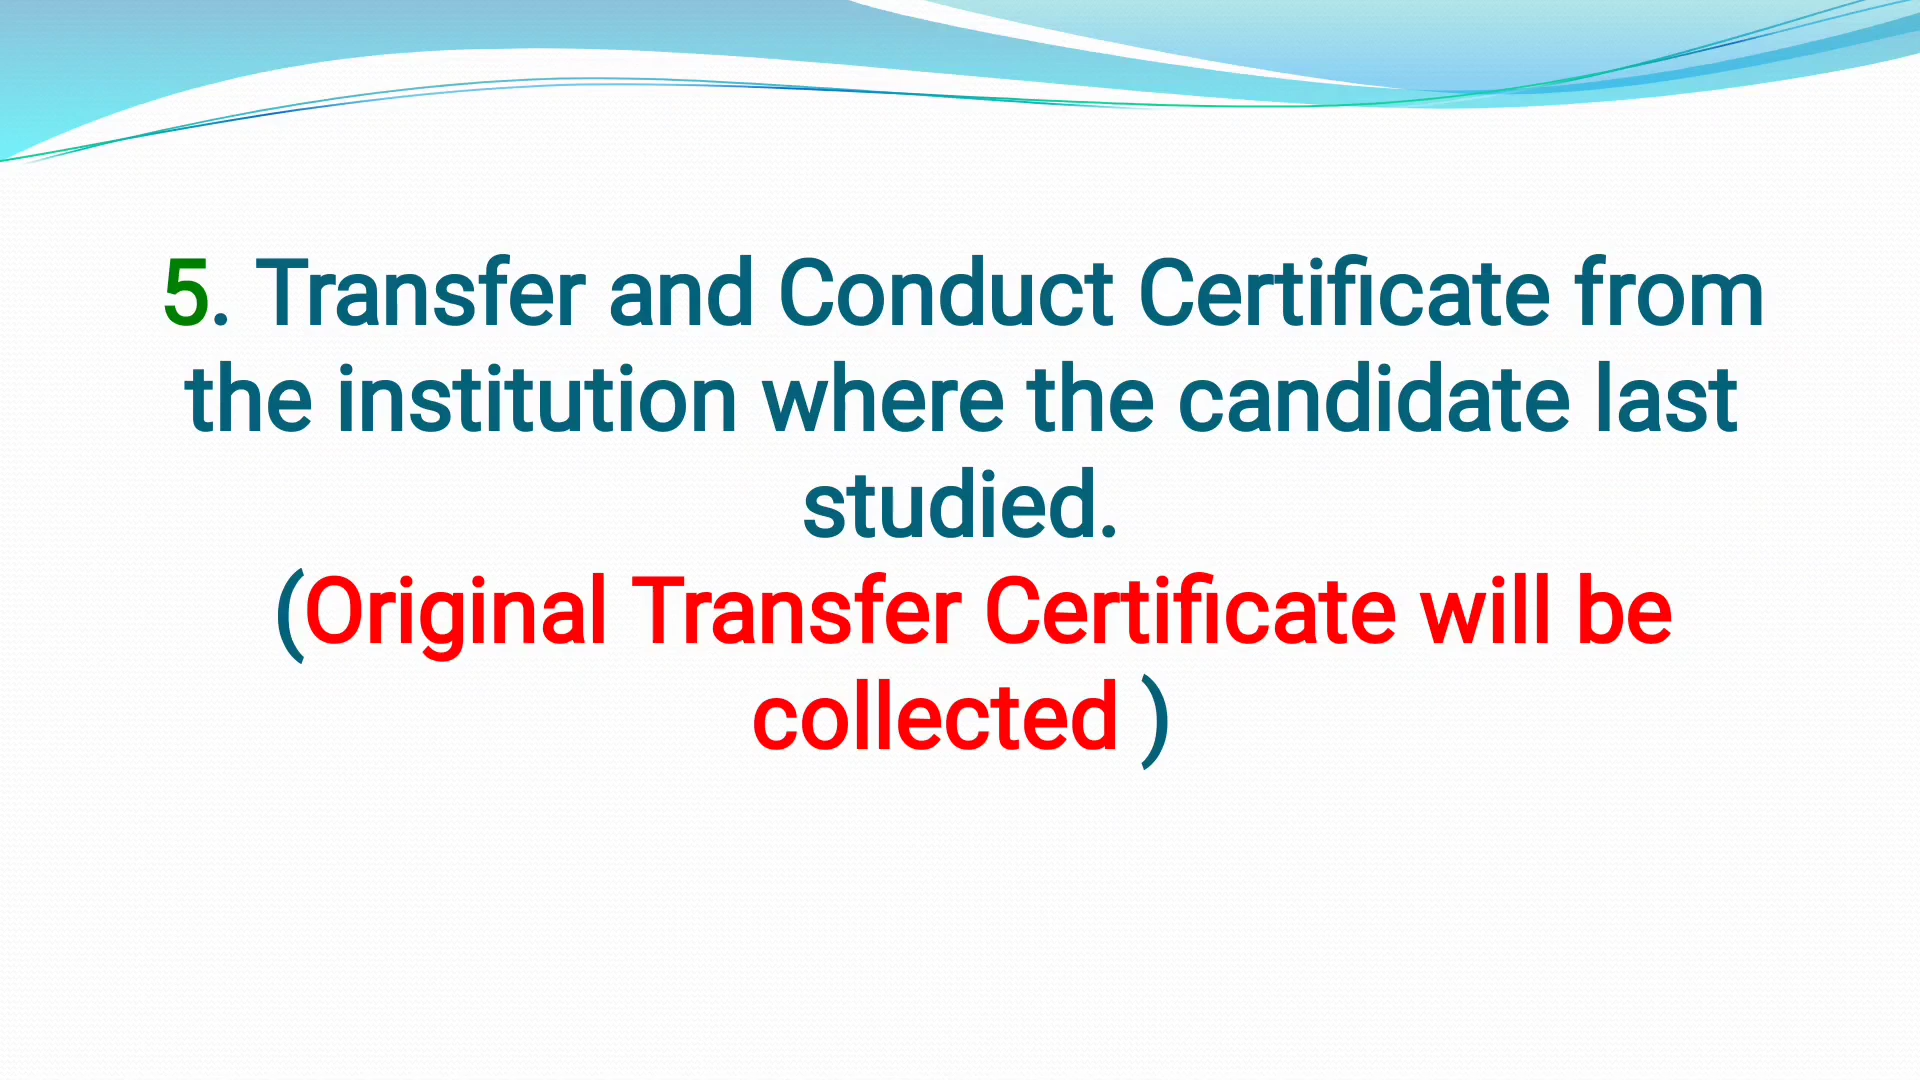 5. Transfer and Conduct Certificate from
the institution where the candidate last
studied.
(Original Transfer Certificate will be
collected )